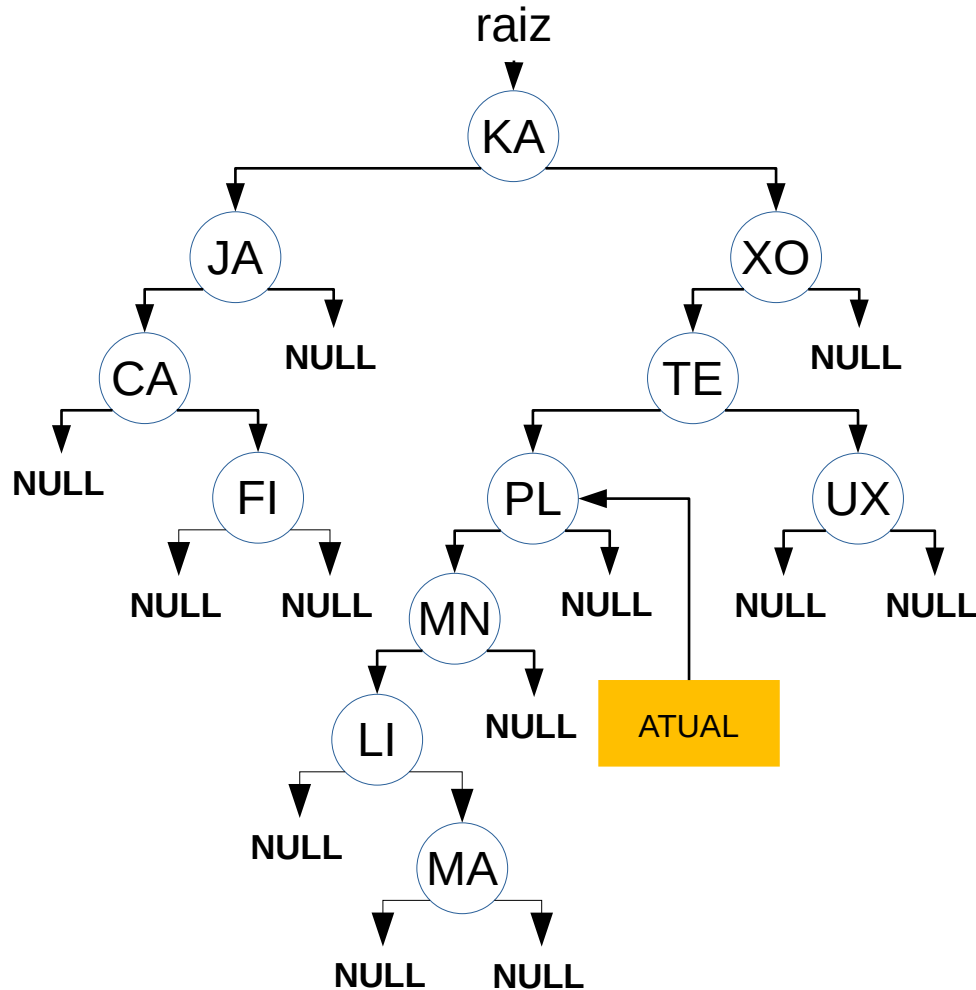 raiz
KA
JA
XO
NULL
NULL
CA
TE
NULL
FI
PL
UX
NULL
NULL
NULL
NULL
NULL
MN
NULL
ATUAL
LI
NULL
MA
NULL
NULL